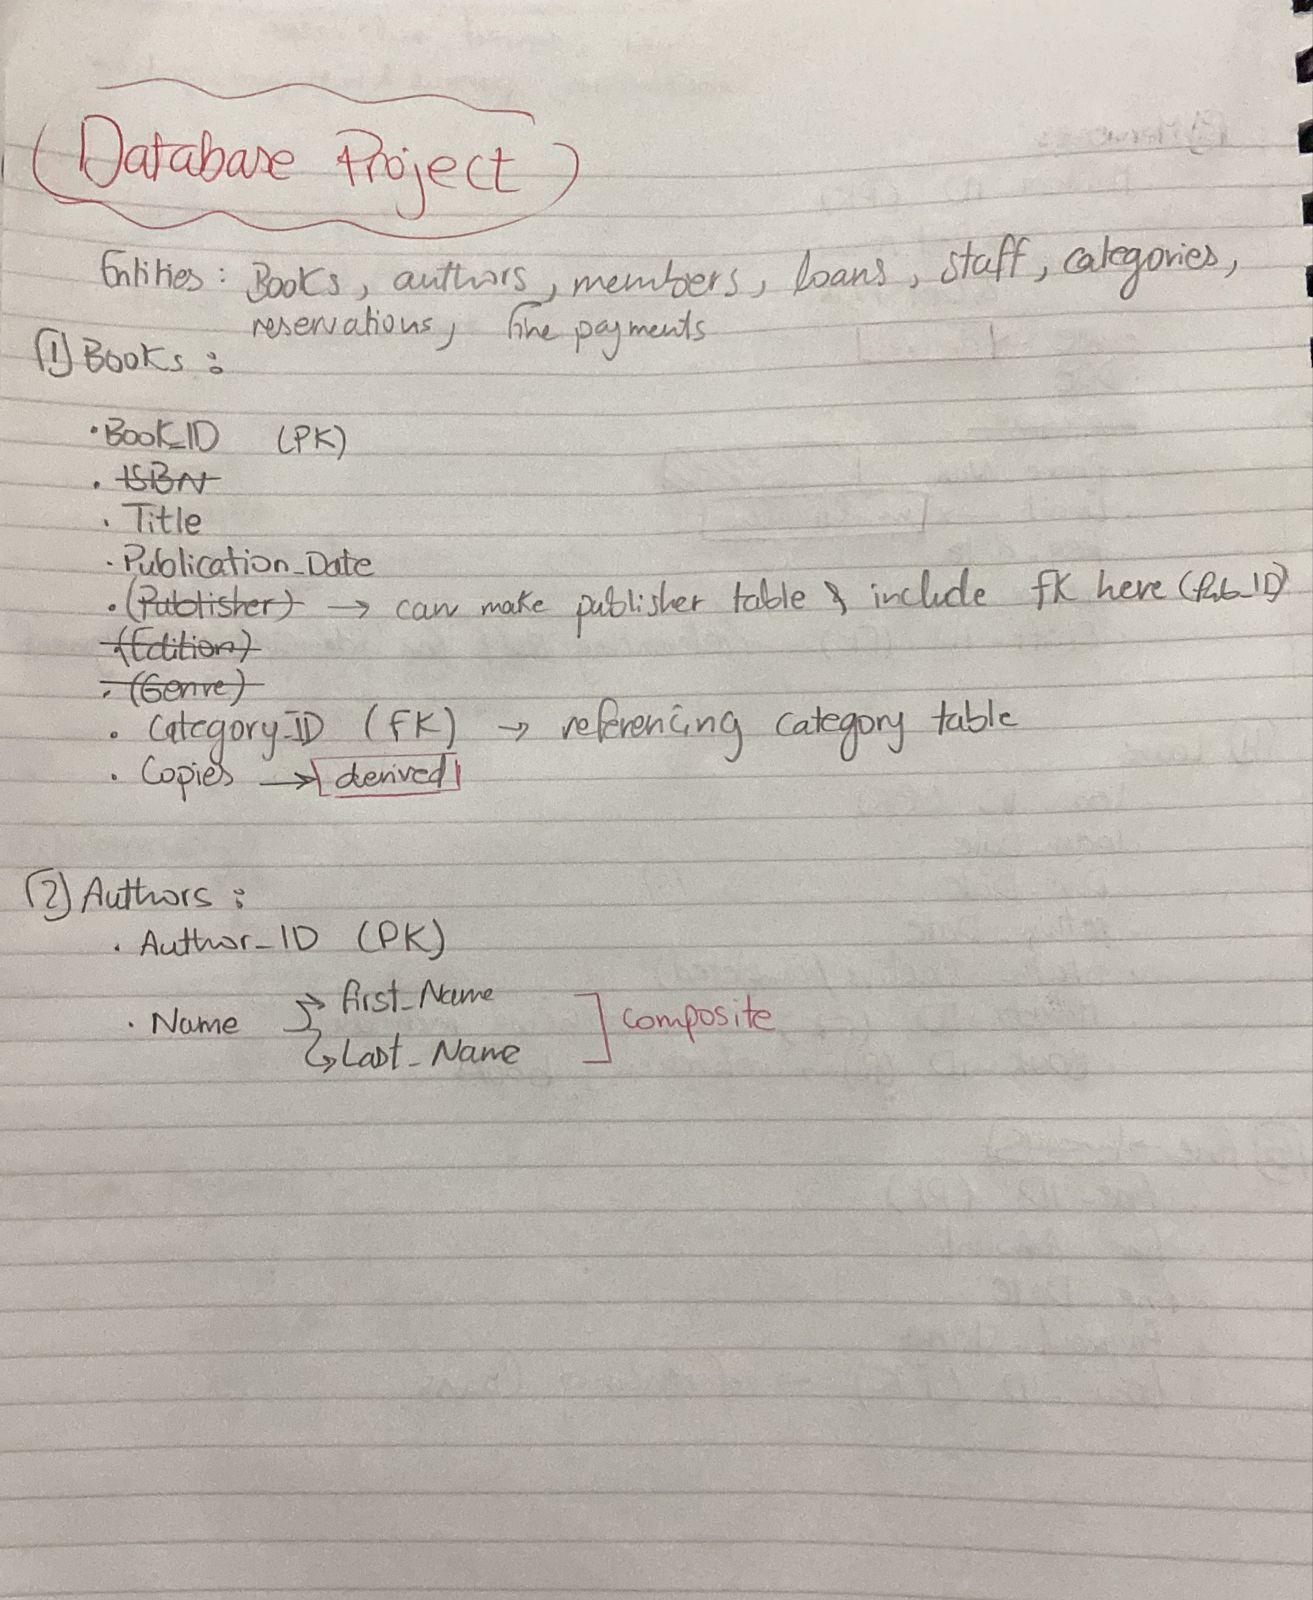 (Database Project)
Entities: Books, authors, members, loans, staff, categories,
reservations, fine payments
(1) Books:
· Book_ID (PK)
· ISBN
· Title
· Publication_Date
· (Publisher) → can make publisher table & include fK here (Pub_ID)
(Edition)
· (Genre)
· Category_ID (fK) → referencing category table
· Copies → derived
(2) Authors:
· Author_ID (PK)
· Name → first_Name ] composite
→ Last_Name